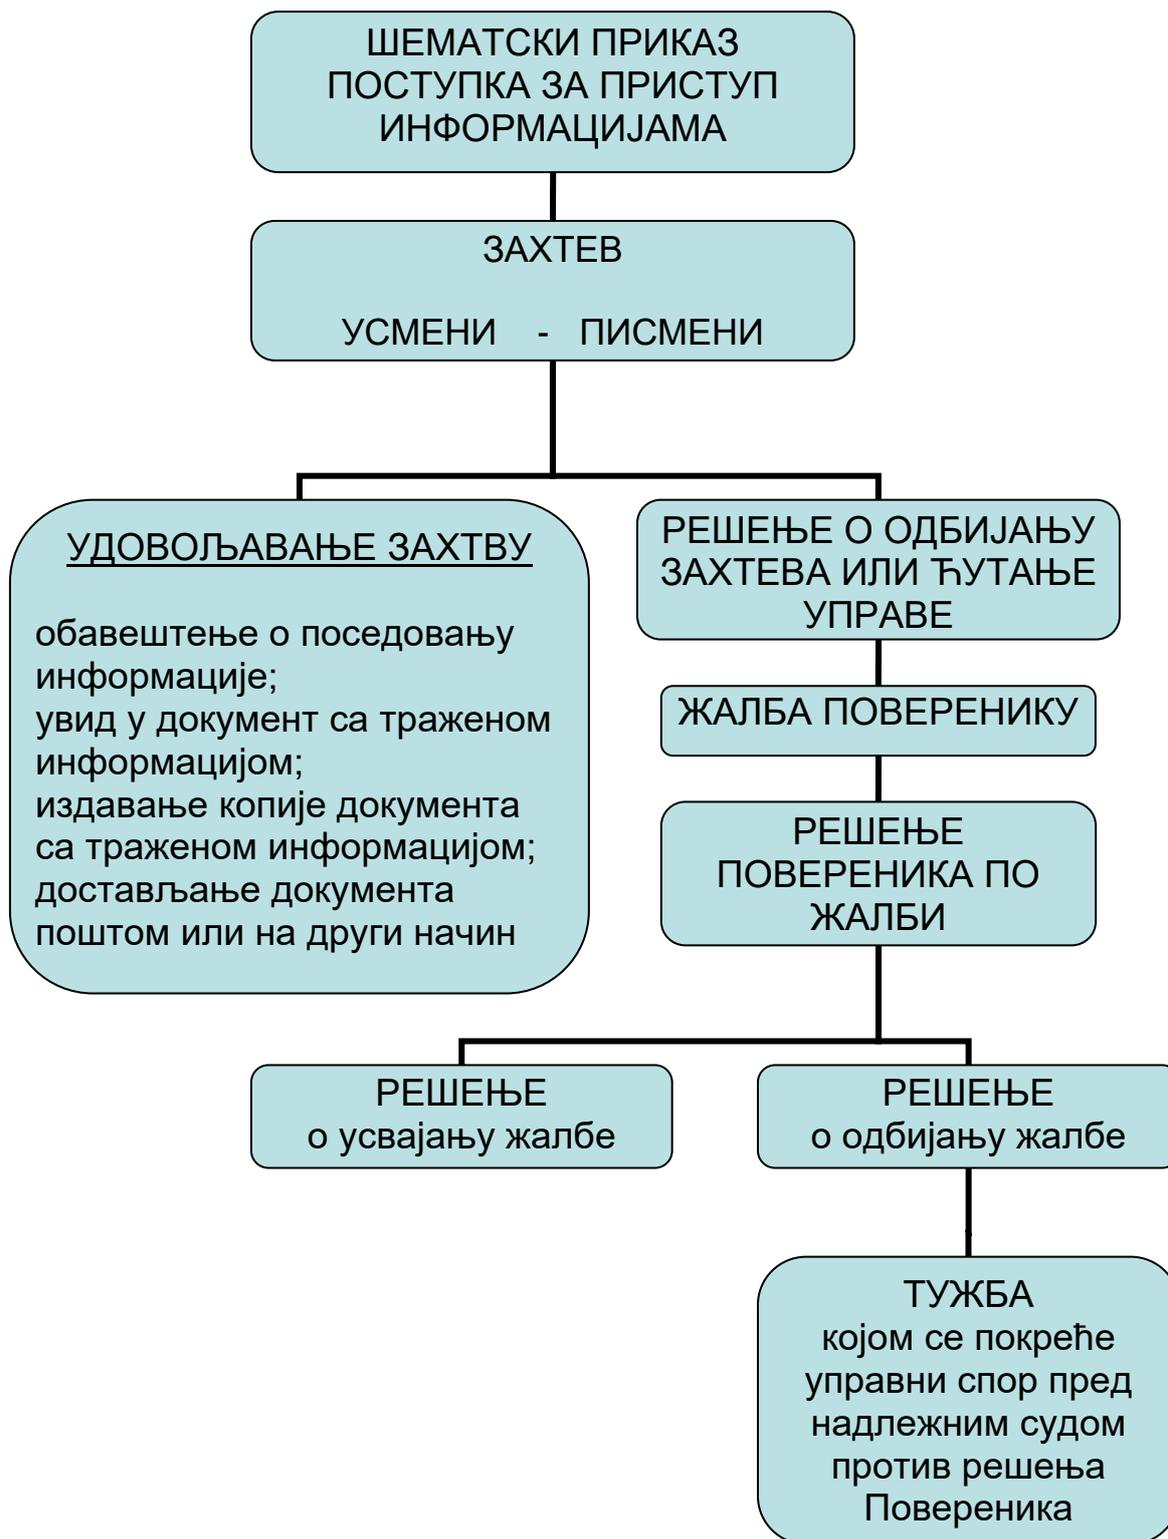 ШЕМАТСКИ ПРИКАЗ
ПОСТУПКА ЗА ПРИСТУП
ИНФОРМАЦИЈАМА
ЗАХТЕВ
УСМЕНИ - ПИСМЕНИ
УДОВОЉАВАЊЕ ЗАХТВУ
обавештење о поседовању
информације;
увид у документ са траженом
информацијом;
издавање копије документа
са траженом информацијом;
достављање документа
поштом или на други начин
РЕШЕЊЕ О ОДБИЈАЊУ
ЗАХТЕВА ИЛИ ЋУТАЊЕ
УПРАВЕ
ЖАЛБА ПОВЕРЕНИКУ
РЕШЕЊЕ
ПОВЕРЕНИКА ПО
ЖАЛБИ
РЕШЕЊЕ
о усвајању жалбе
РЕШЕЊЕ
о одбијању жалбе
ТУЖБА
којом се покреће
управни спор пред
надлежним судом
против решења
Повереника